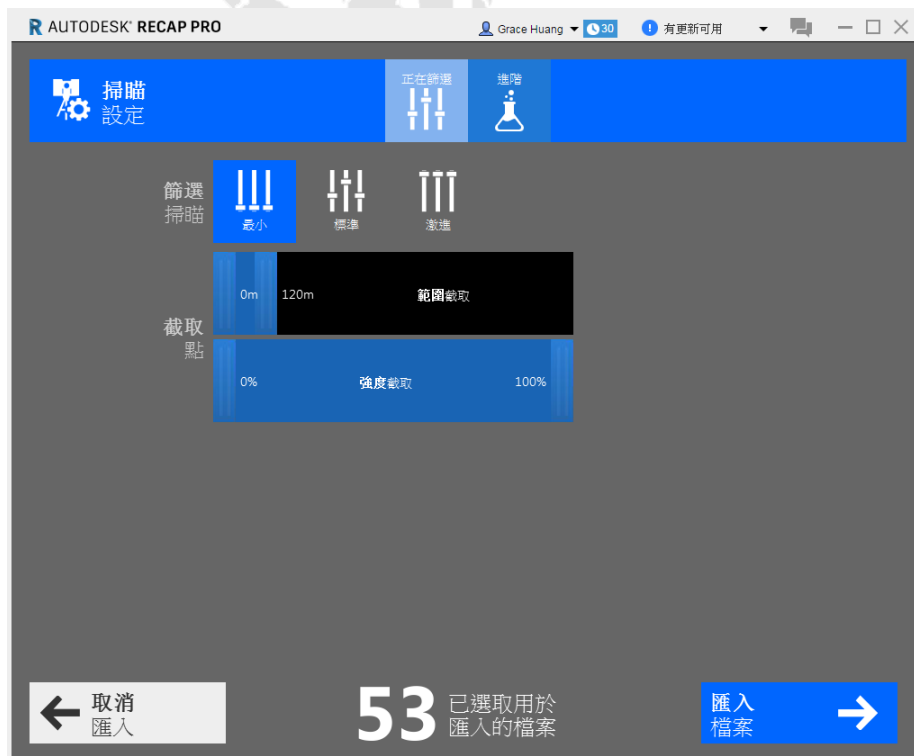 R AUTODESK® RECAP PRO
Grace Huang
30
有更新可用
掃瞄
設定
正在篩選
進階
篩選
掃瞄
最小
標準
激進
截取
點
0m
120m
範圍截取
0%
強度截取
100%
取消
匯入
53
已選取用於
匯入的檔案
匯入
檔案